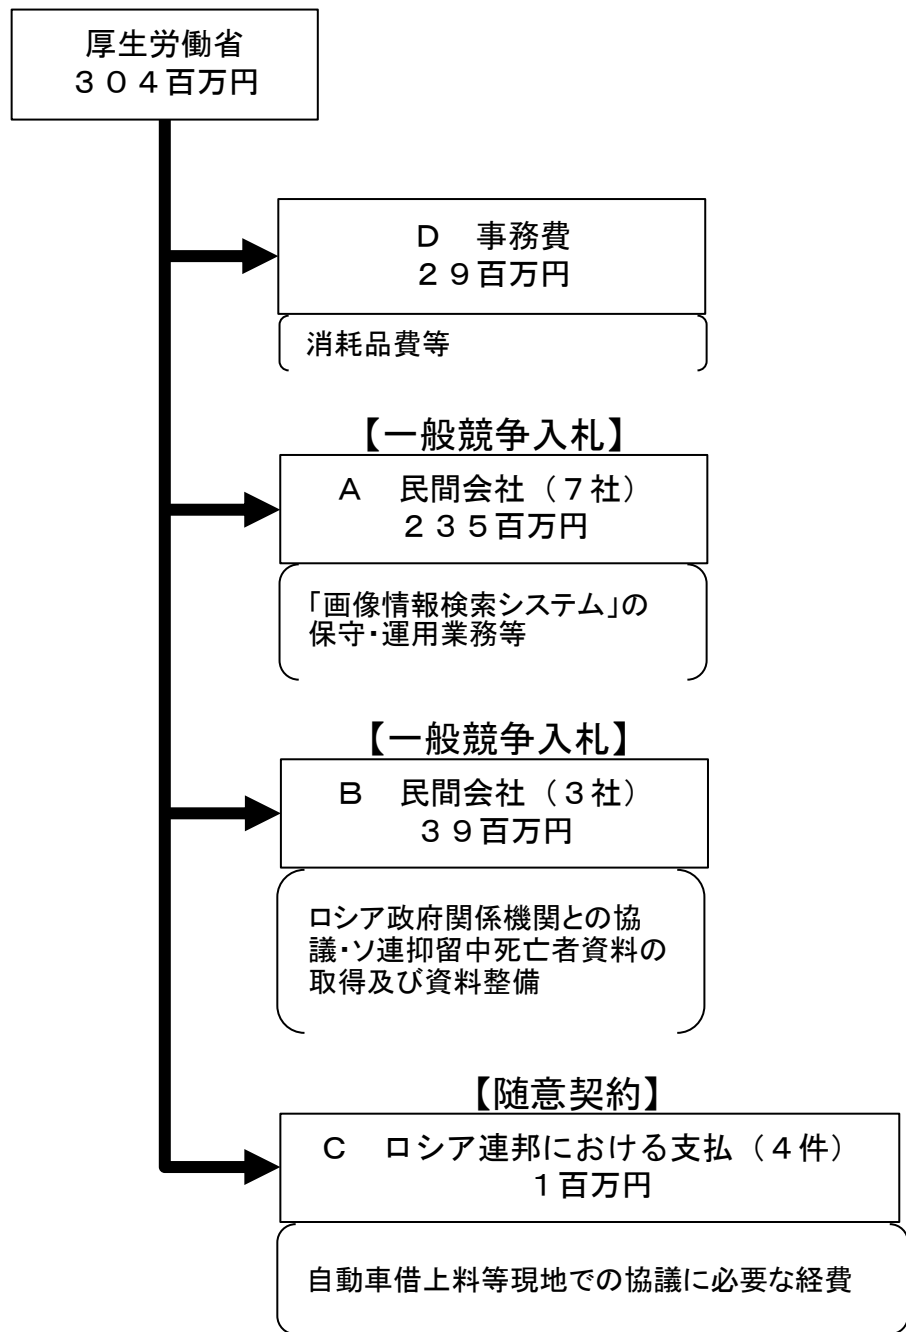 厚生労働省
３０４百万円
Ｄ　事務費
２９百万円
消耗品費等
【一般競争入札】
Ａ　民間会社（７社）
２３５百万円
「画像情報検索システム」の
保守・運用業務等
【一般競争入札】
Ｂ　民間会社（３社）
３９百万円
ロシア政府関係機関との協
議・ソ連抑留中死亡者資料の
取得及び資料整備
【随意契約】
Ｃ　ロシア連邦における支払（４件）
１百万円
自動車借上料等現地での協議に必要な経費